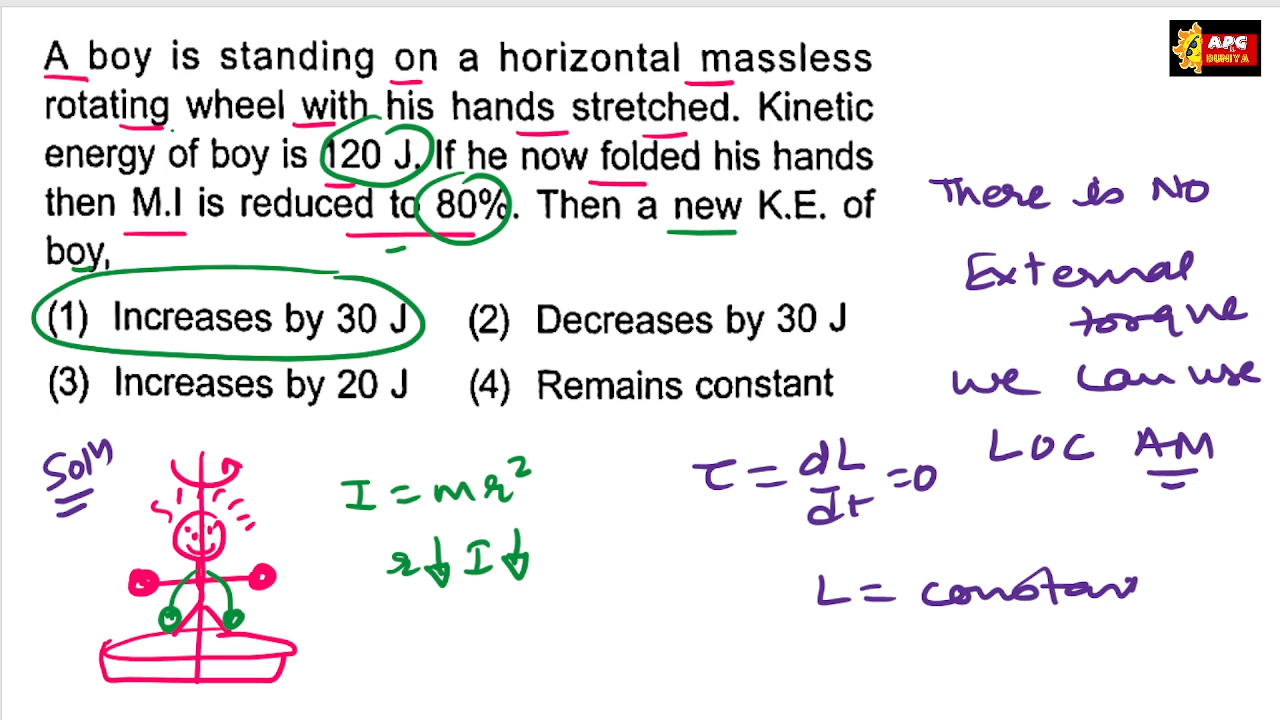 APG
DUNIYA
A boy is standing on a horizontal massless
rotating wheel with his hands stretched. Kinetic
energy of boy is 120 J. If he now folded his hands
then M.I is reduced to 80%. Then a new K.E. of
boy,
(1) Increases by 30 J (2) Decreases by 30 J
(3) Increases by 20 J (4) Remains constant
There is No
External
torque
we can use
LOC AM
Soln
I = mr²
r↓ I↓
τ = dL/dt = 0
L = constant